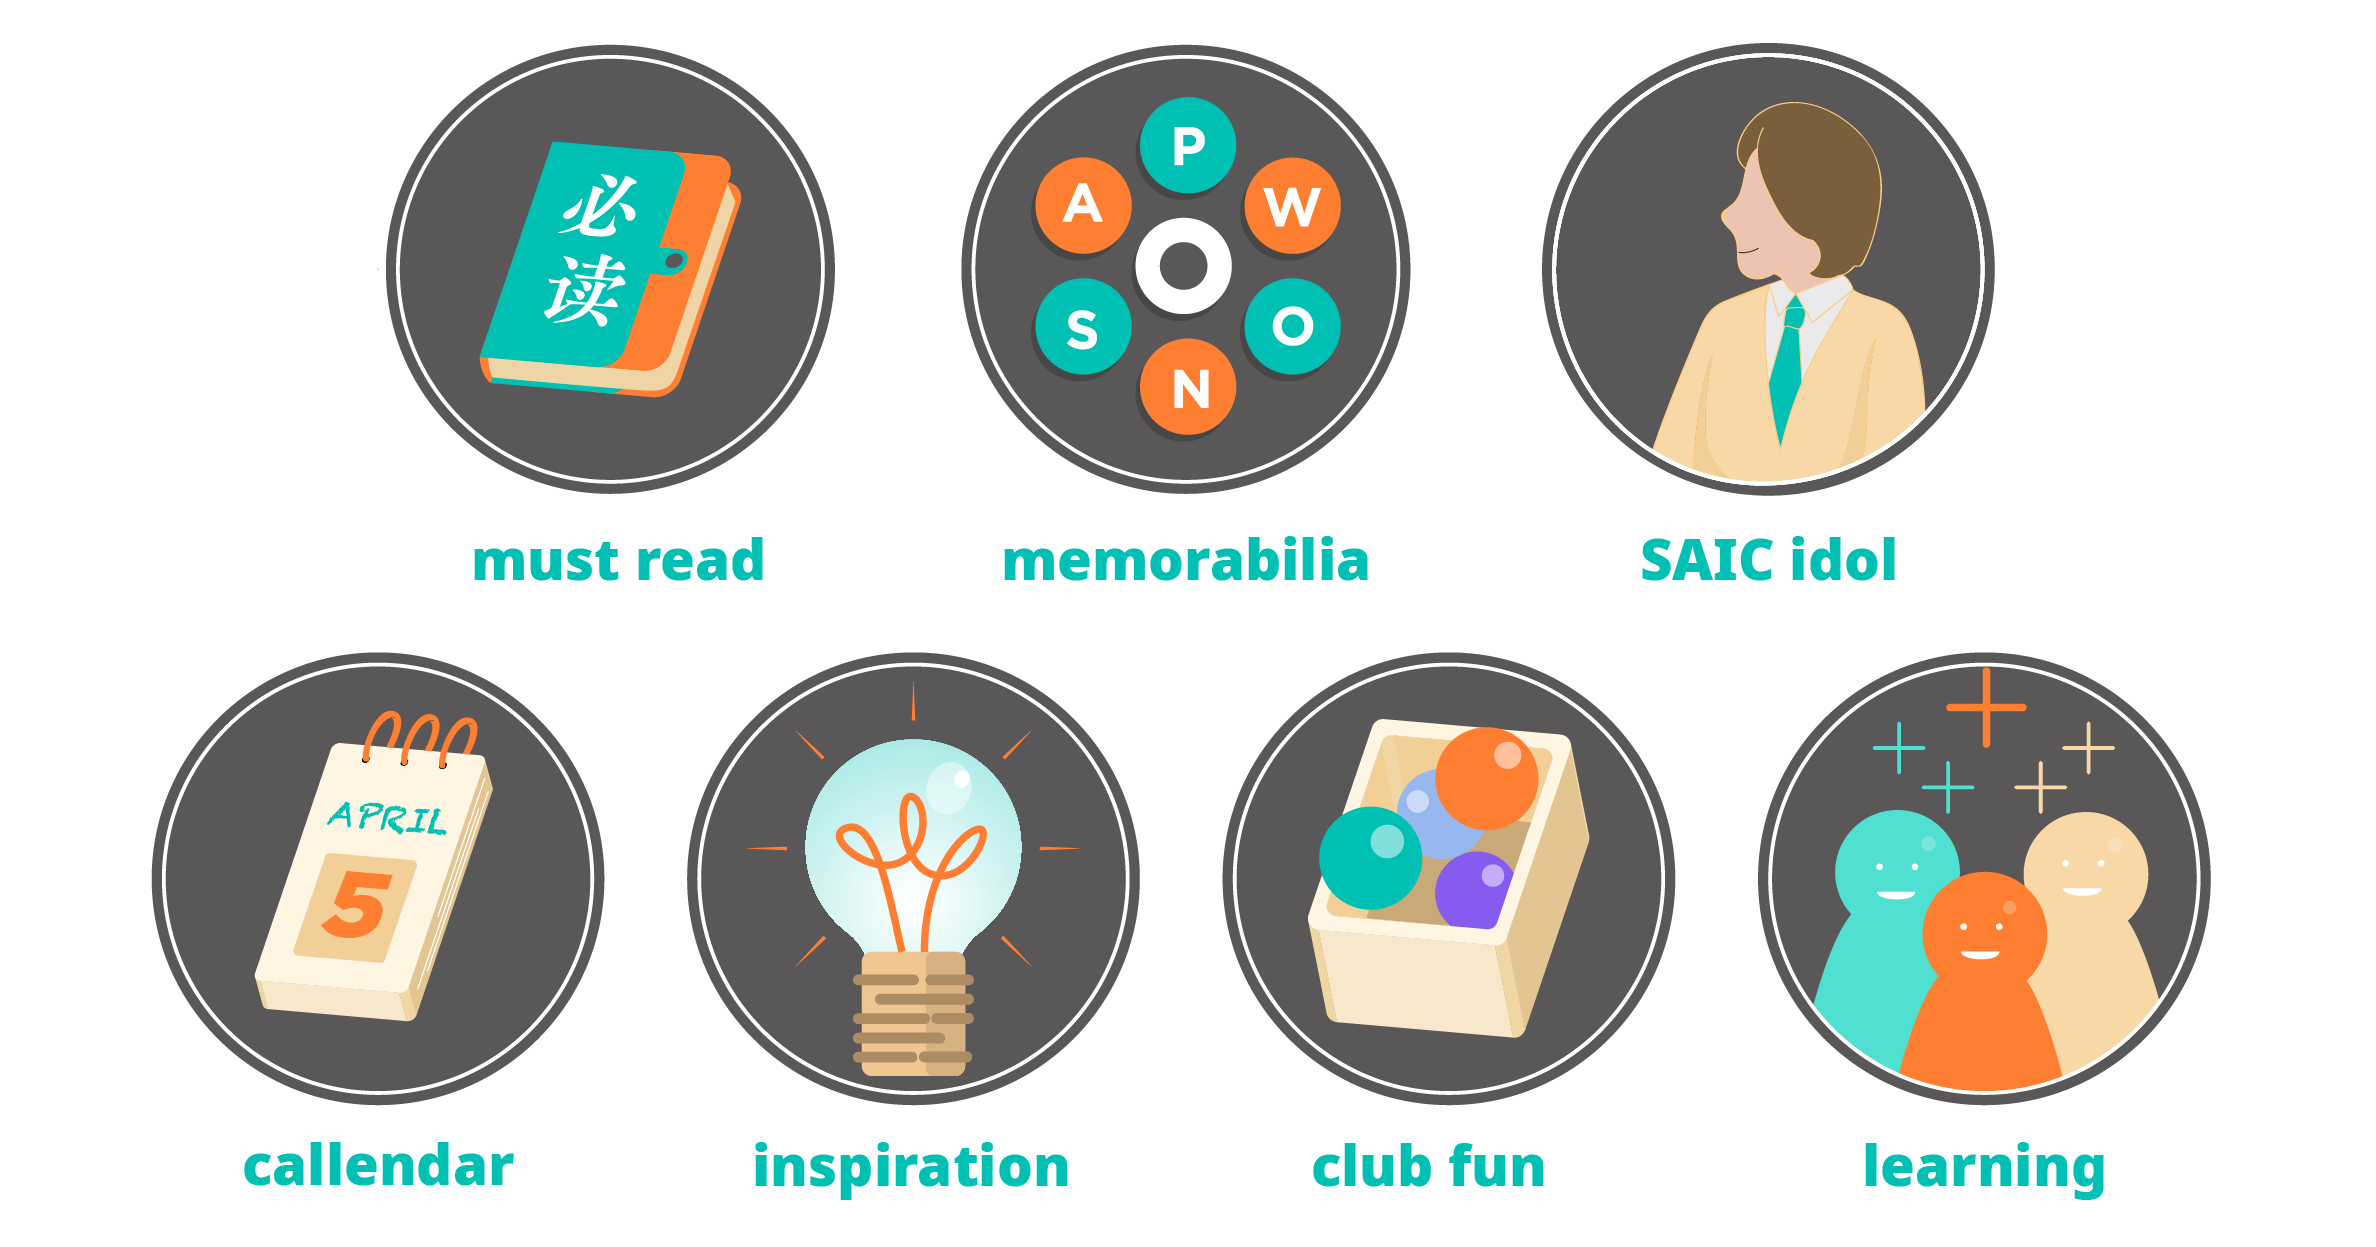 必
读
P
A W
S O
N
must read
memorabilia
SAIC idol
APRIL
5
callendar
inspiration
club fun
learning